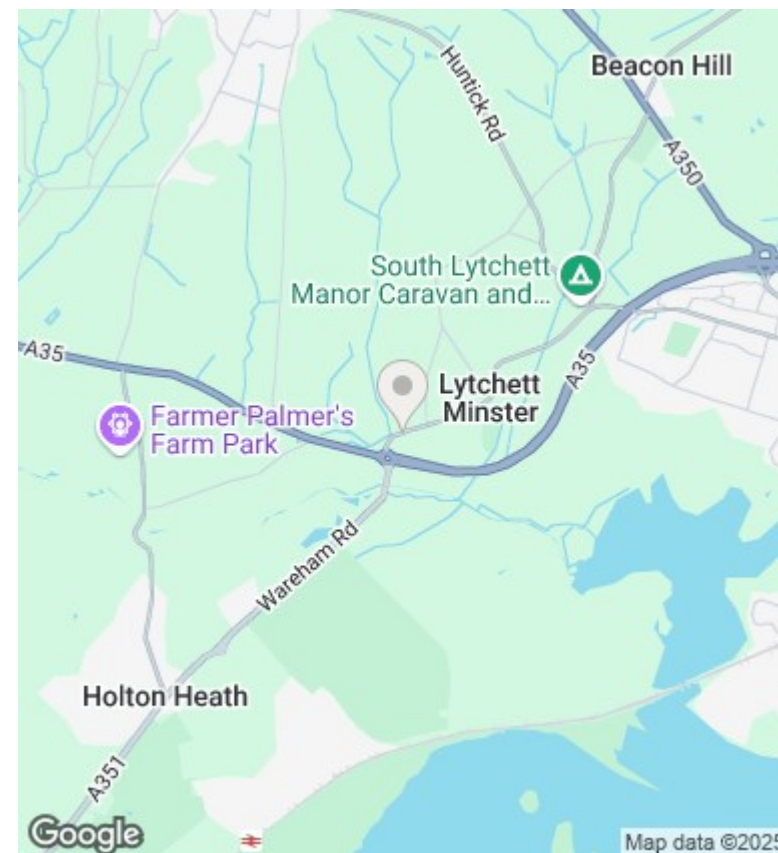 Beacon Hill
Huntick Rd
A350
South Lytchett
Manor Caravan and...
A35
A35
Lytchett
Minster
Farmer Palmer's
Farm Park
Wareham Rd
Holton Heath
A351
Google
Map data ©2025